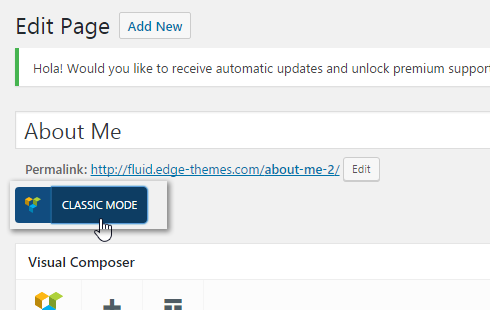 Edit Page Add New
Hola! Would you like to receive automatic updates and unlock premium suppor
About Me
Permalink: http://fluid.edge-themes.com/about-me-2/ Edit
CLASSIC MODE
Visual Composer